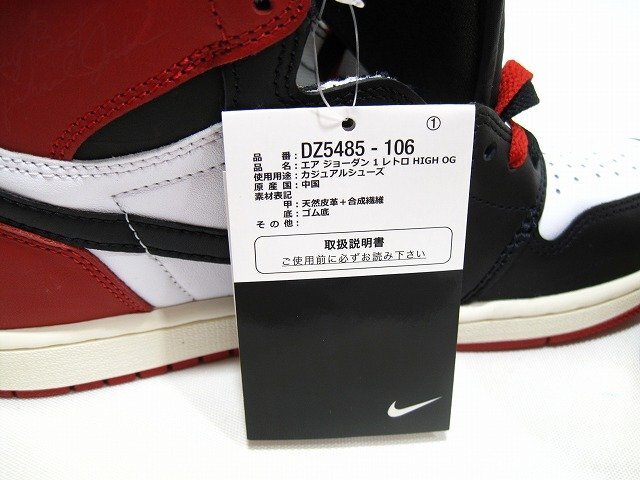 ①
品番: DZ5485 - 106
品名: エア ジョーダン 1 レトロ HIGH OG
使用用途: カジュアルシューズ
原産国: 中国
素材表記
甲: 天然皮革+合成繊維
底: ゴム底
その他:
取扱説明書
ご使用前に必ずお読み下さい